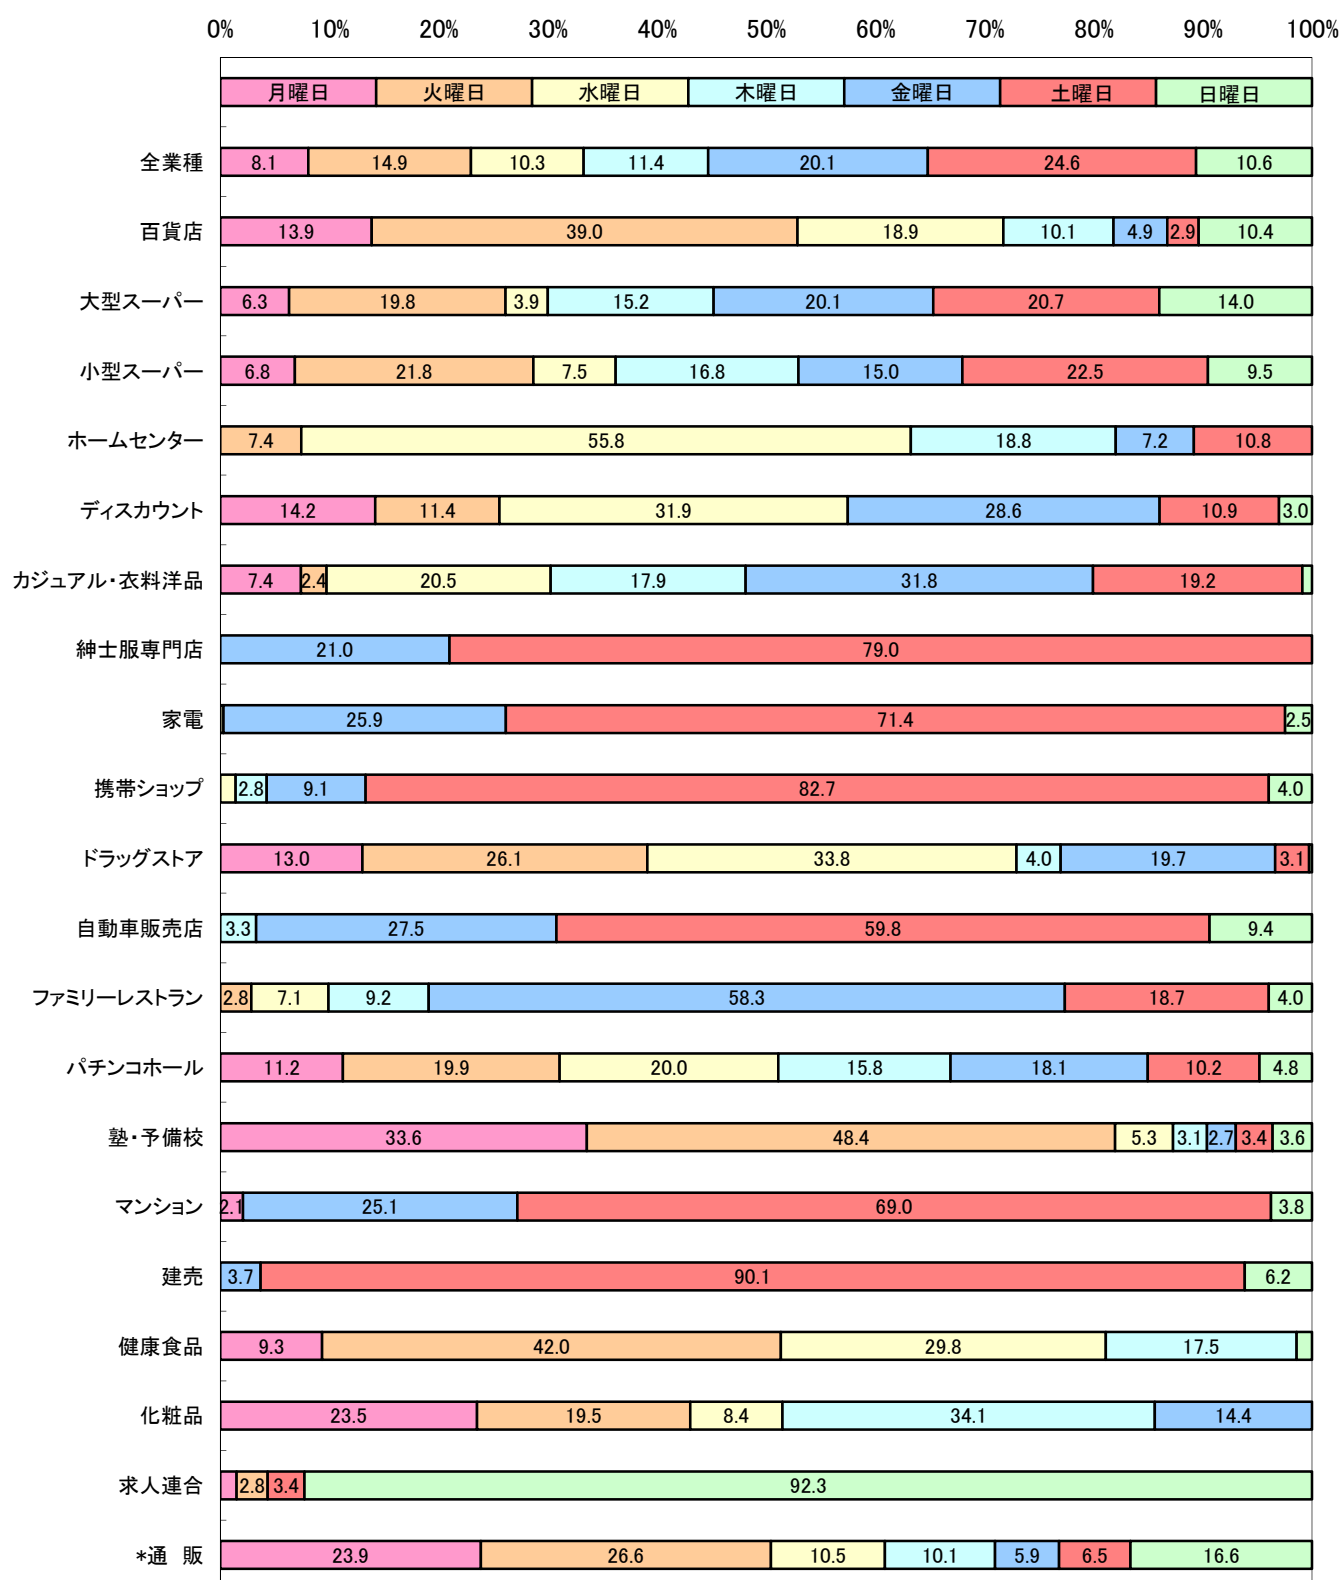 0% 10% 20% 30% 40% 50% 60% 70% 80% 90% 100%
月曜日 火曜日 水曜日 木曜日 金曜日 土曜日 日曜日
全業種 8.1 14.9 10.3 11.4 20.1 24.6 10.6
百貨店 13.9 39.0 18.9 10.1 4.9 2.9 10.4
大型スーパー 6.3 19.8 3.9 15.2 20.1 20.7 14.0
小型スーパー 6.8 21.8 7.5 16.8 15.0 22.5 9.5
ホームセンター 7.4 55.8 18.8 7.2 10.8
ディスカウント 14.2 11.4 31.9 28.6 10.9 3.0
カジュアル・衣料洋品 7.4 2.4 20.5 17.9 31.8 19.2
紳士服専門店 21.0 79.0
家電 25.9 71.4 2.5
携帯ショップ 2.8 9.1 82.7 4.0
ドラッグストア 13.0 26.1 33.8 4.0 19.7 3.1
自動車販売店 3.3 27.5 59.8 9.4
ファミリーレストラン 2.8 7.1 9.2 58.3 18.7 4.0
パチンコホール 11.2 19.9 20.0 15.8 18.1 10.2 4.8
塾・予備校 33.6 48.4 5.3 3.1 2.7 3.4 3.6
マンション 2.1 25.1 69.0 3.8
建売 3.7 90.1 6.2
健康食品 9.3 42.0 29.8 17.5
化粧品 23.5 19.5 8.4 34.1 14.4
求人連合 2.8 3.4 92.3
*通　販 23.9 26.6 10.5 10.1 5.9 6.5 16.6